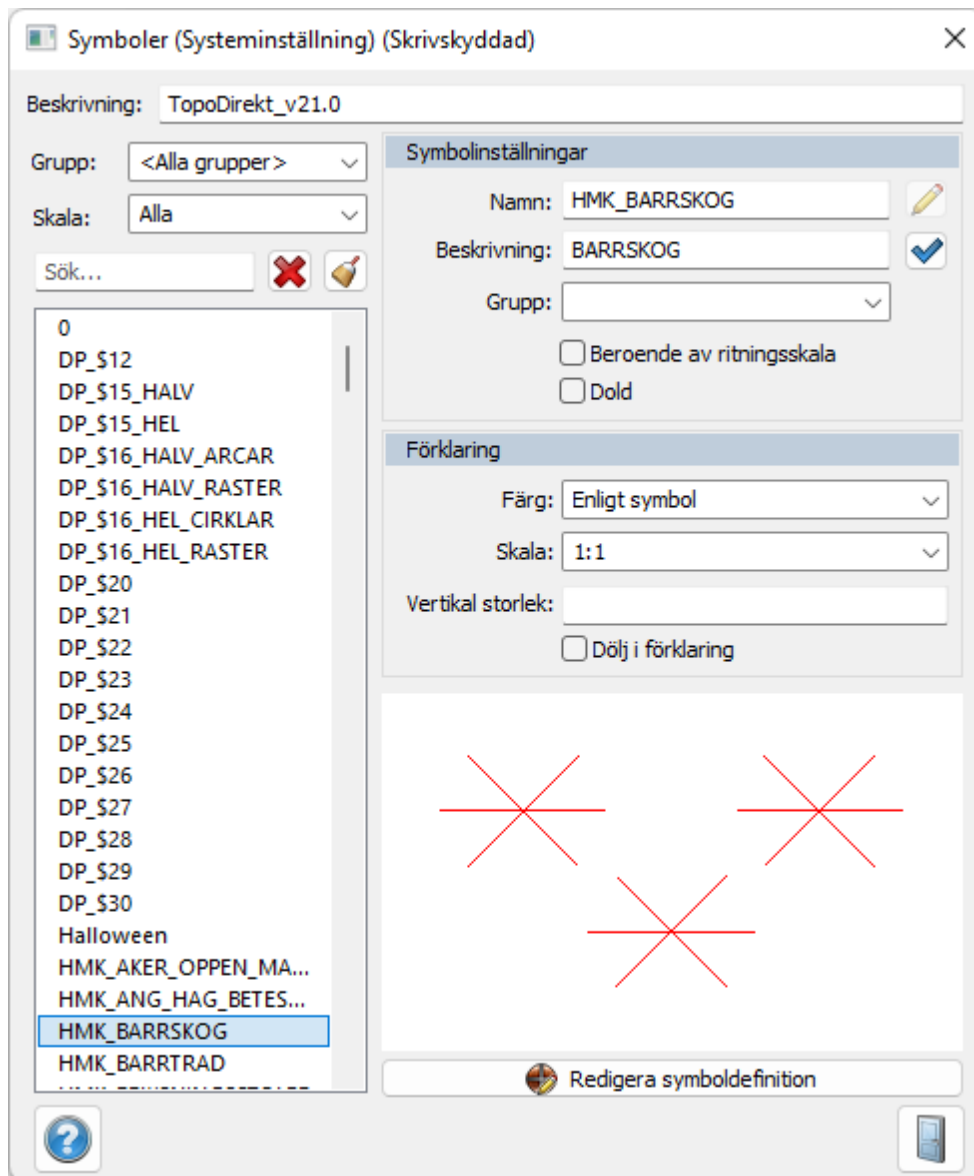 Symboler (Systeminställning) (Skrivskyddad)
Beskrivning: TopoDirekt_v21.0
Grupp: <Alla grupper>
Skala: Alla
Sök...
0
DP_$12
DP_$15_HALV
DP_$15_HEL
DP_$16_HALV_ARCAR
DP_$16_HALV_RASTER
DP_$16_HEL_CIRKLAR
DP_$16_HEL_RASTER
DP_$20
DP_$21
DP_$22
DP_$23
DP_$24
DP_$25
DP_$26
DP_$27
DP_$28
DP_$29
DP_$30
Halloween
HMK_AKER_OPPEN_MA...
HMK_ANG_HAG_BETES...
HMK_BARRSKOG
HMK_BARRTRAD
Symbolinställningar
Namn: HMK_BARRSKOG
Beskrivning: BARRSKOG
Grupp:
Beroende av ritningsskala
Dold
Förklaring
Färg: Enligt symbol
Skala: 1:1
Vertikal storlek:
Dölj i förklaring
Redigera symboldefinition